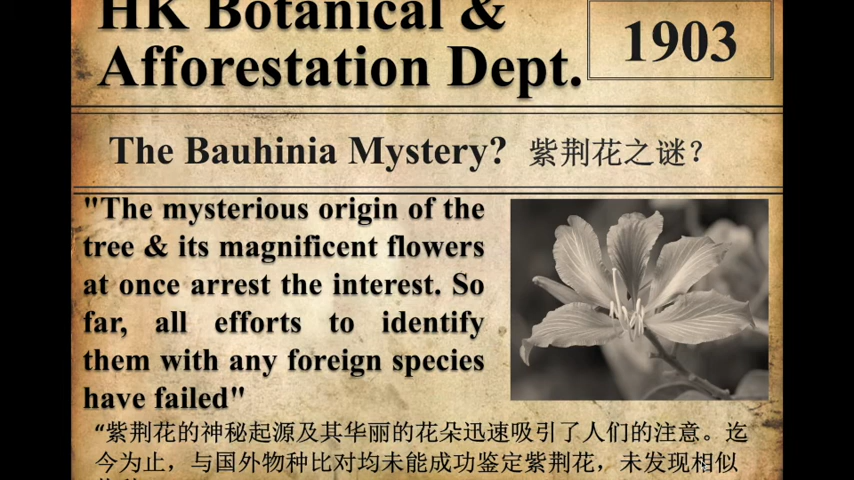 HK Botanical &
Afforestation Dept.
1903
The Bauhinia Mystery? 紫荆花之谜？
"The mysterious origin of the
tree & its magnificent flowers
at once arrest the interest. So
far, all efforts to identify
them with any foreign species
have failed"
“紫荆花的神秘起源及其华丽的花朵迅速吸引了人们的注意。迄
今为止，与国外物种比对均未能成功鉴定紫荆花，未发现相似